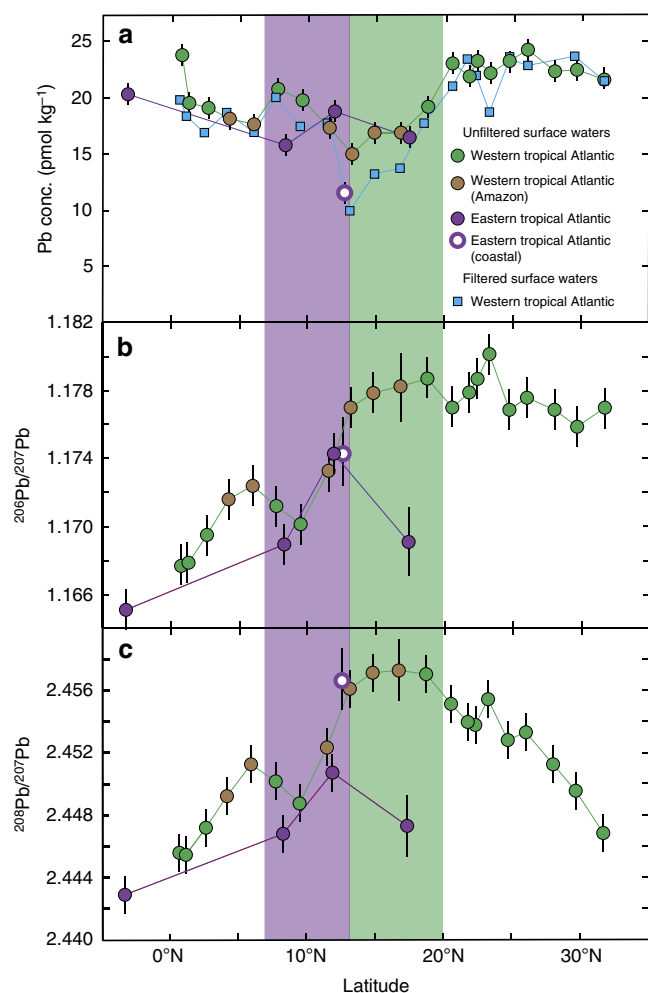 a
25
20
15
10
5
Pb conc. (pmol kg⁻¹)
Unfiltered surface waters
Western tropical Atlantic
Western tropical Atlantic
(Amazon)
Eastern tropical Atlantic
Eastern tropical Atlantic
(coastal)
Filtered surface waters
Western tropical Atlantic
b
1.182
1.178
1.174
1.170
1.166
²⁰⁶Pb/²⁰⁷Pb
c
2.456
2.452
2.448
2.444
2.440
²⁰⁸Pb/²⁰⁷Pb
0°N 10°N 20°N 30°N
Latitude